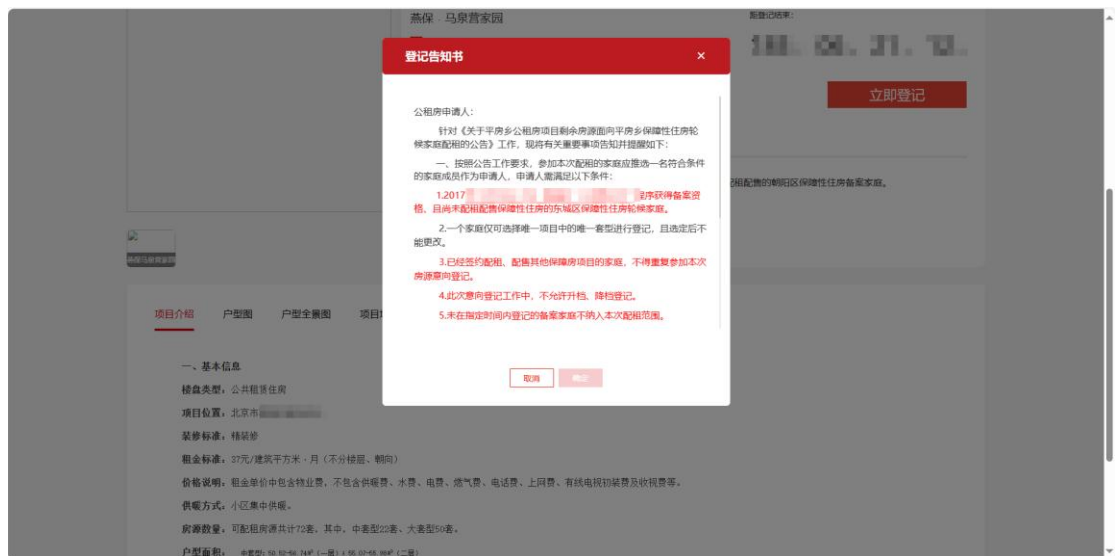 燕保·马泉营家园
距登记结束：
登记告知书
×
立即登记
公租房申请人：
针对《关于平房乡公租房项目剩余房源面向平房乡保障性住房轮
候家庭配租的公告》工作，现将有关重要事项告知并提醒如下：
一、按照公告工作要求，参加本次配租的家庭应推选一名符合条件
的家庭成员作为申请人，申请人需满足以下条件：
1.2017
程序获得备案资
格、且尚未配租配售保障性住房的东城区保障性住房轮候家庭。
2.一个家庭仅可选择唯一项目中的唯一套型进行登记，且选定后不
能更改。
3.已经签约配租、配售其他保障房项目的家庭，不得重复参加本次
房源意向登记。
4.此次意向登记工作中，不允许升档、降档登记。
5.未在指定时间内登记的备案家庭不纳入本次配租范围。
取消
确定
配租配售的朝阳区保障性住房备案家庭。
燕保马泉营家园
项目介绍
户型图
户型全景图
项目
一、基本信息
楼盘类型：公共租赁住房
项目位置：北京市
装修标准：精装修
租金标准：37元/建筑平方米·月（不分楼层、朝向）
价格说明：租金单价中包含物业费，不包含供暖费、水费、电费、燃气费、电话费、上网费、有线电视初装费及收视费等。
供暖方式：小区集中供暖。
房源数量：可配租房源共计72套。其中，中套型22套、大套型50套。
户型面积：